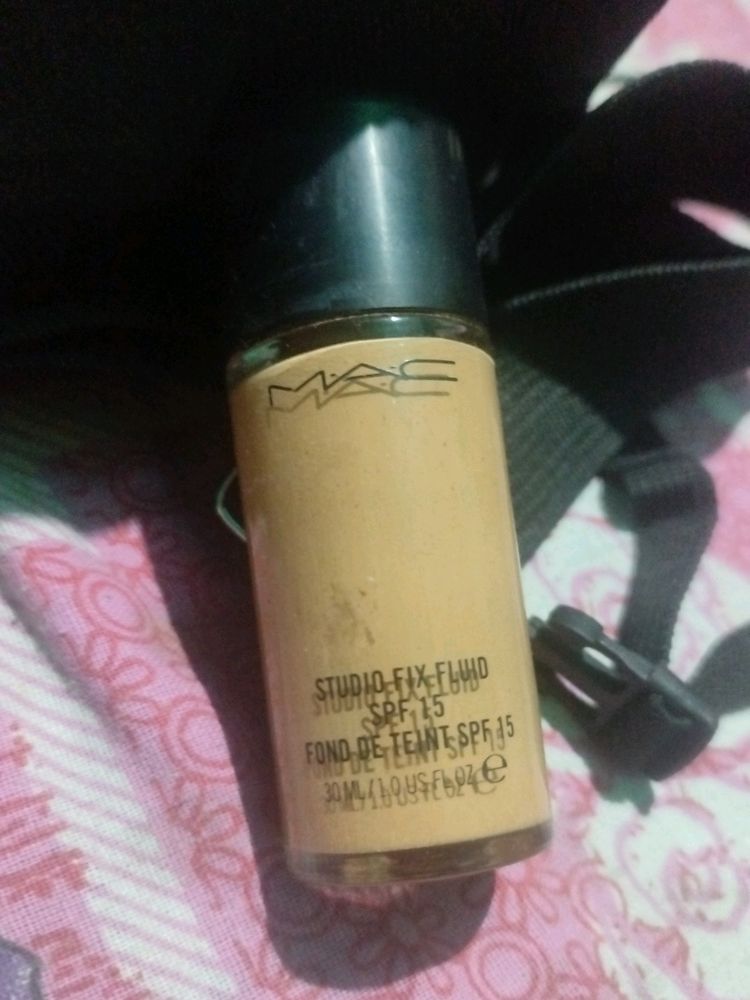 MAC
STUDIO FIX FLUID
SPF 15
FOND DE TEINT SPF 15
30 ML / 1.0 US FL OZ ℮